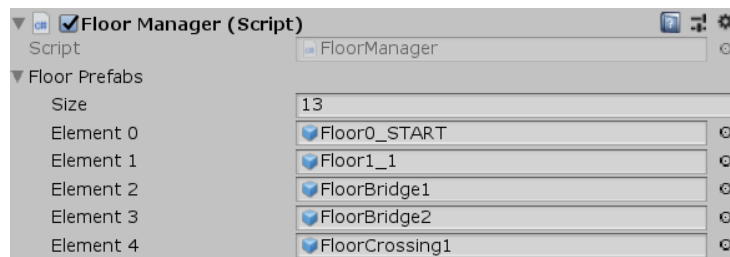 Floor Manager (Script)
Script FloorManager
Floor Prefabs
Size 13
Element 0 Floor0_START
Element 1 Floor1_1
Element 2 FloorBridge1
Element 3 FloorBridge2
Element 4 FloorCrossing1